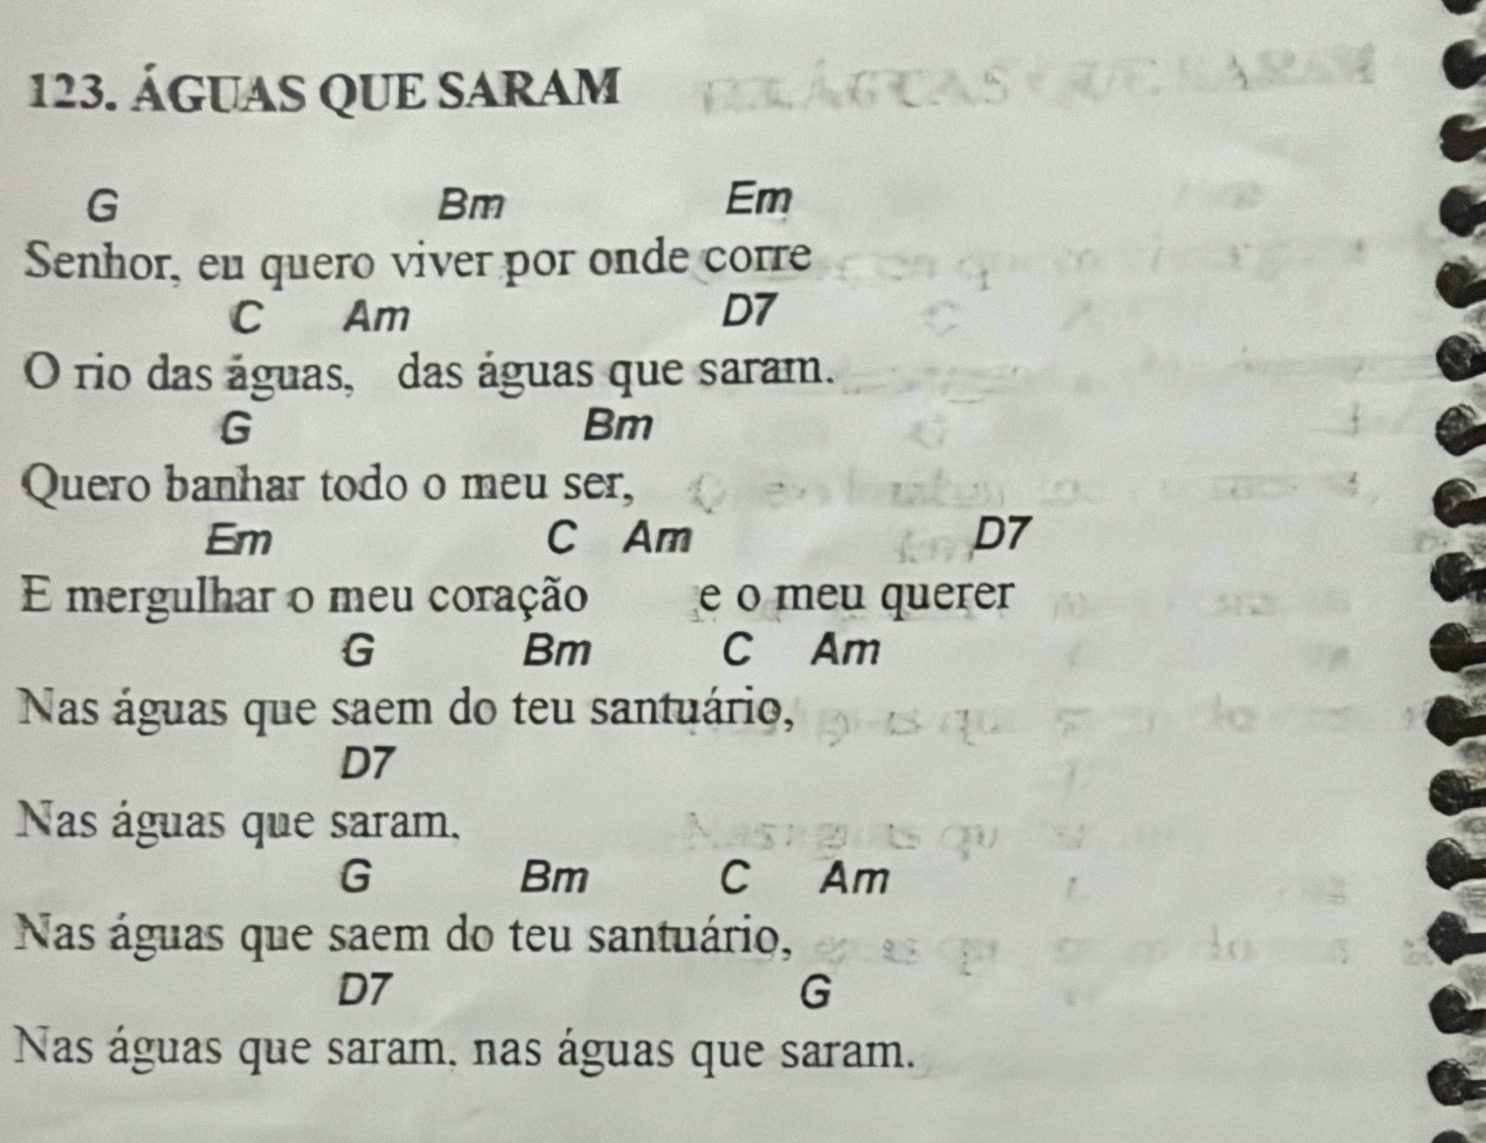 123. ÁGUAS QUE SARAM
G Bm Em
Senhor, eu quero viver por onde corre
C Am D7
O rio das águas, das águas que saram.
G Bm
Quero banhar todo o meu ser,
Em C Am D7
E mergulhar o meu coração e o meu querer
G Bm C Am
Nas águas que saem do teu santuário,
D7
Nas águas que saram,
G Bm C Am
Nas águas que saem do teu santuário,
D7 G
Nas águas que saram, nas águas que saram.